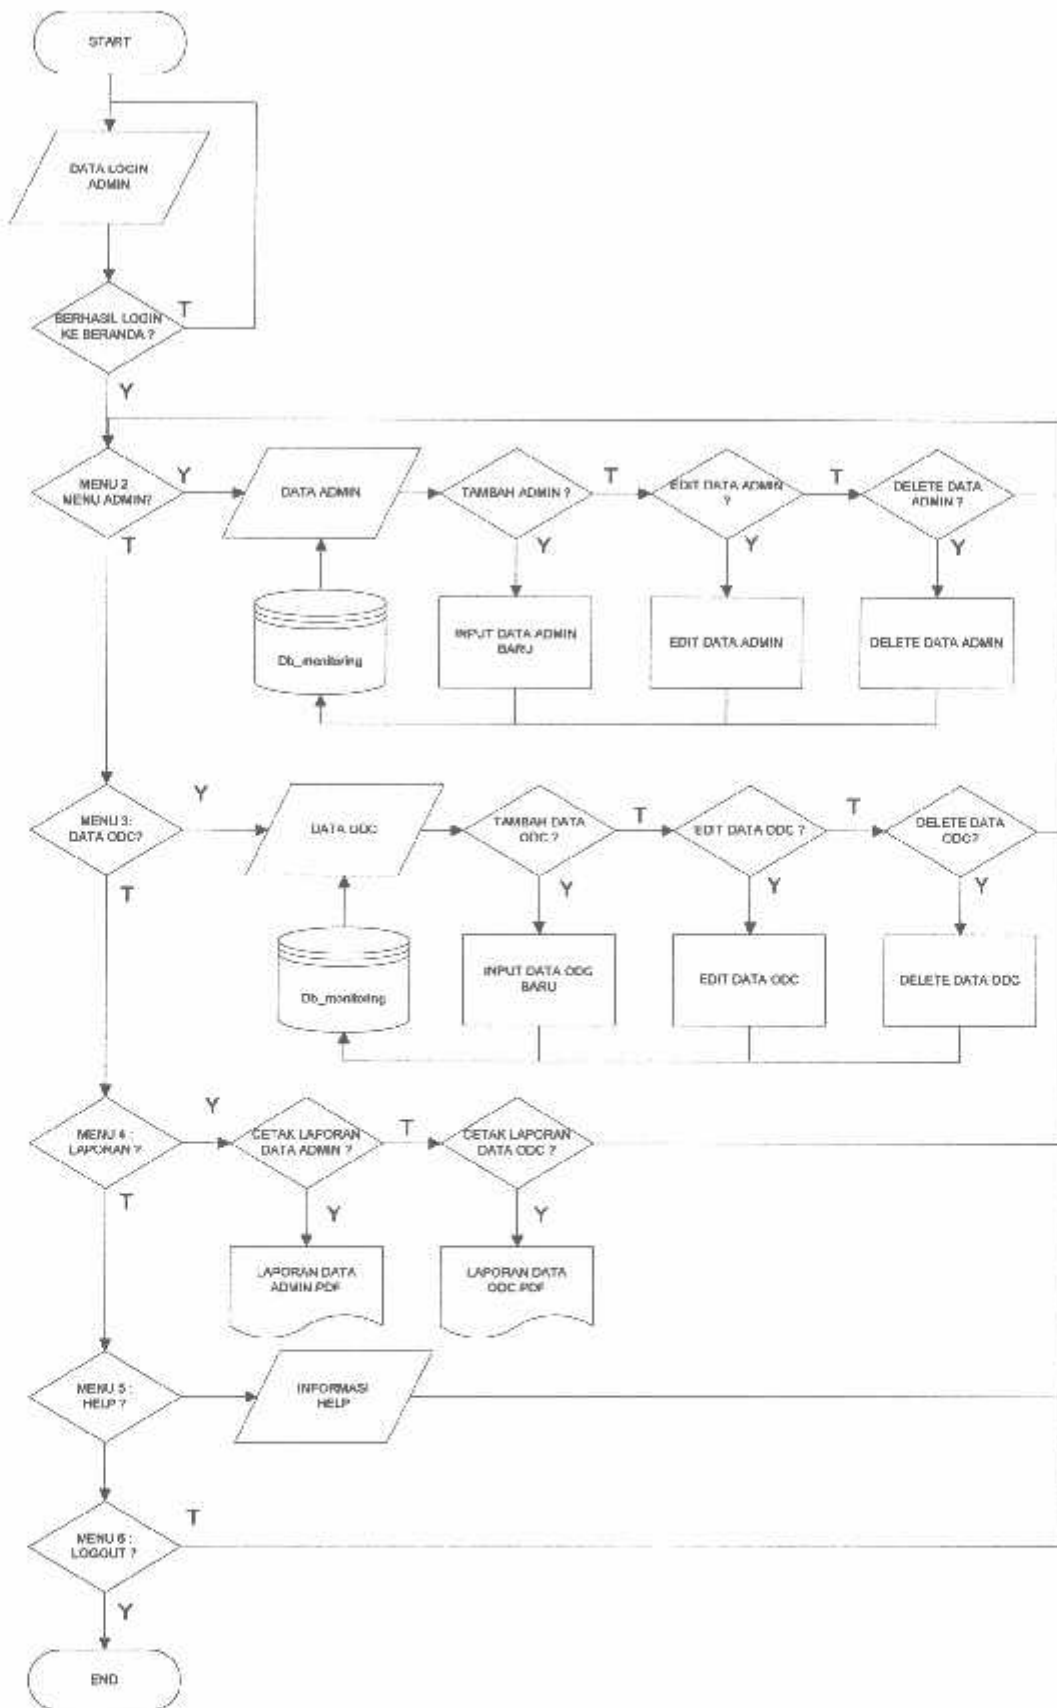 START
DATA LOGIN
ADMIN
BERHASIL LOGIN
KE BERANDA ?
T
Y
MENU 2
MENU ADMIN?
Y
T
DATA ADMIN
TAMBAH ADMIN ?
T
Y
EDIT DATA ADMIN
?
T
Y
DELETE DATA
ADMIN ?
Y
Db_monitoring
INPUT DATA ADMIN
BARU
EDIT DATA ADMIN
DELETE DATA ADMIN
MENU 3:
DATA ODC?
Y
T
DATA ODC
TAMBAH DATA
ODC ?
T
Y
EDIT DATA ODC ?
T
Y
DELETE DATA
ODC?
Y
Db_monitoring
INPUT DATA ODC
BARU
EDIT DATA ODC
DELETE DATA ODC
MENU 4 :
LAPORAN ?
Y
T
CETAK LAPORAN
DATA ADMIN ?
T
Y
CETAK LAPORAN
DATA ODC ?
Y
LAPORAN DATA
ADMIN.PDF
LAPORAN DATA
ODC.PDF
MENU 5 :
HELP ?
INFORMASI
HELP
MENU 6 :
LOGOUT ?
T
Y
END